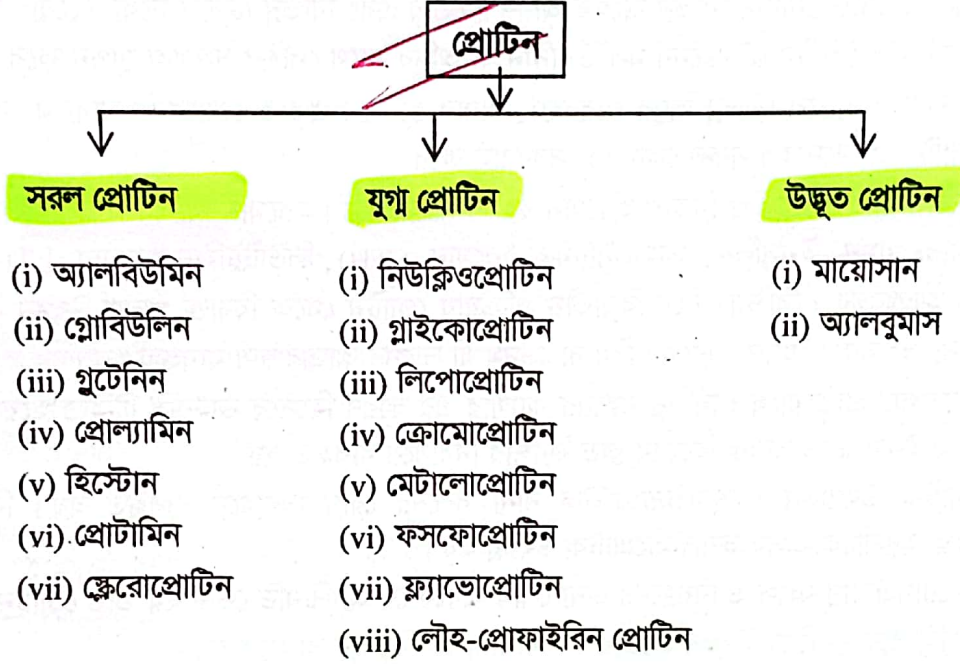 প্রোটিন
সরল প্রোটিন
(i) অ্যালবিউমিন
(ii) গ্লোবিউলিন
(iii) গ্লুটেনিন
(iv) প্রোল্যামিন
(v) হিস্টোন
(vi) প্রোটামিন
(vii) স্ক্লেরোপ্রোটিন
যুগ্ম প্রোটিন
(i) নিউক্লিওপ্রোটিন
(ii) গ্লাইকোপ্রোটিন
(iii) লিপোপ্রোটিন
(iv) ক্রোমোপ্রোটিন
(v) মেটালোপ্রোটিন
(vi) ফসফোপ্রোটিন
(vii) ফ্ল্যাভোপ্রোটিন
(viii) লৌহ-প্রোফাইরিন প্রোটিন
উদ্ভূত প্রোটিন
(i) মায়োসান
(ii) অ্যালবুমাস